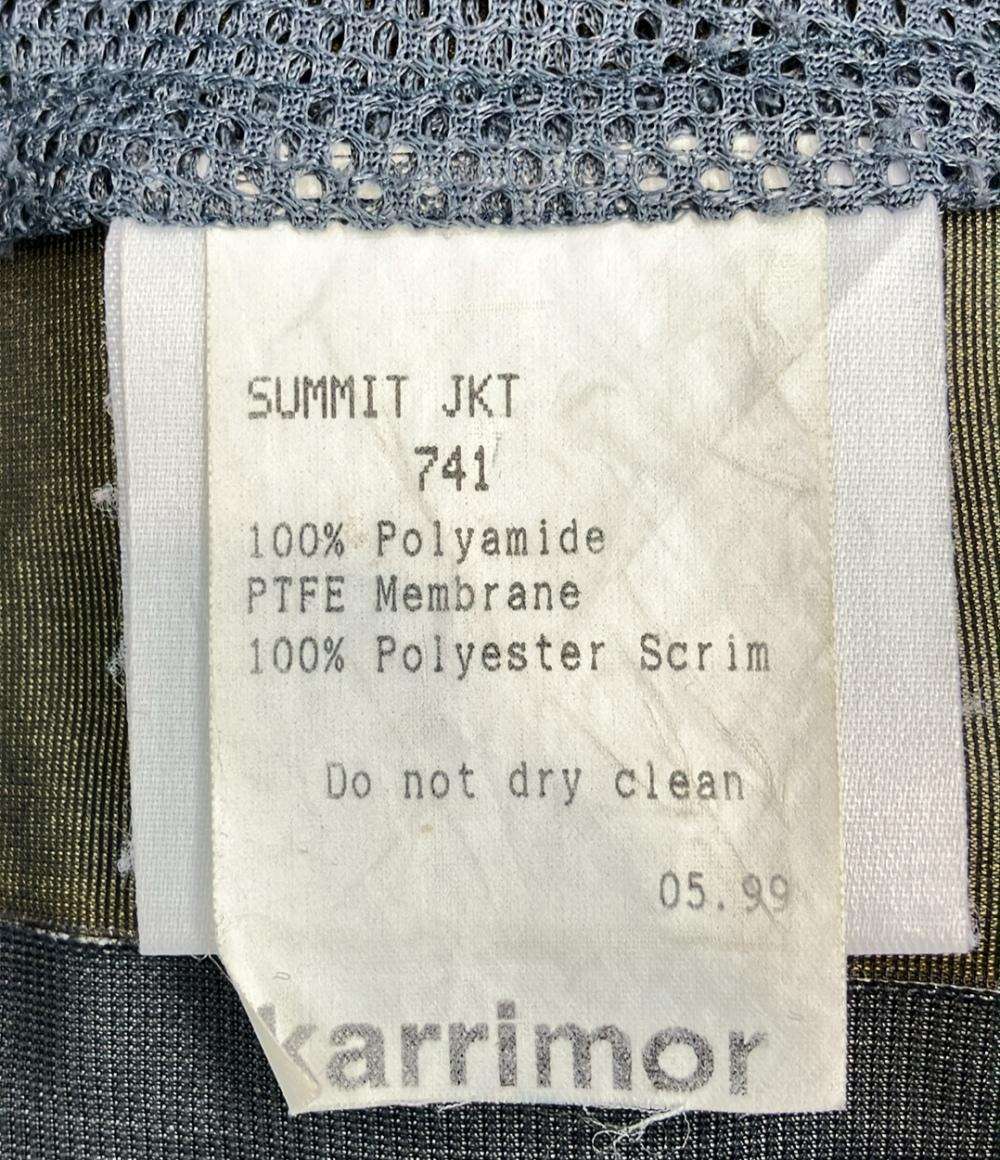 SUMMIT JKT
741
100% Polyamide
PTFE Membrane
100% Polyester Scrim
Do not dry clean
05.99
karrimor